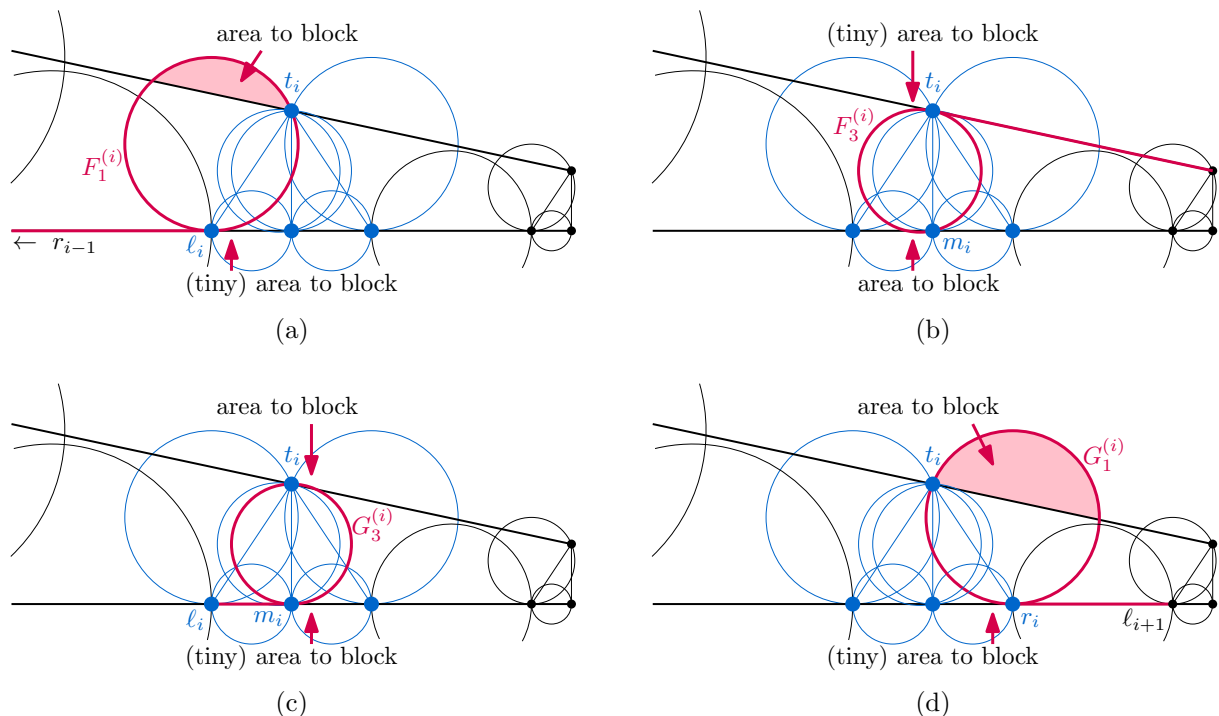 area to block
t_i
F_1^{(i)}
← r_{i−1}
ℓ_i
(tiny) area to block
(a)
(tiny) area to block
t_i
F_3^{(i)}
m_i
area to block
(b)
area to block
t_i
G_3^{(i)}
ℓ_i
m_i
(tiny) area to block
(c)
area to block
t_i
G_1^{(i)}
r_i
ℓ_{i+1}
(tiny) area to block
(d)